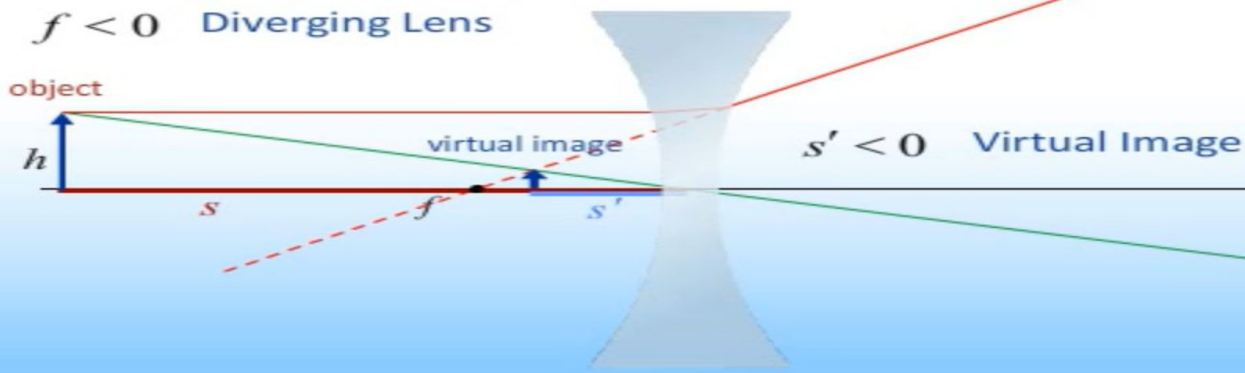 f < 0 Diverging Lens
object
virtual image
h
s′ < 0 Virtual Image
s
f
s′